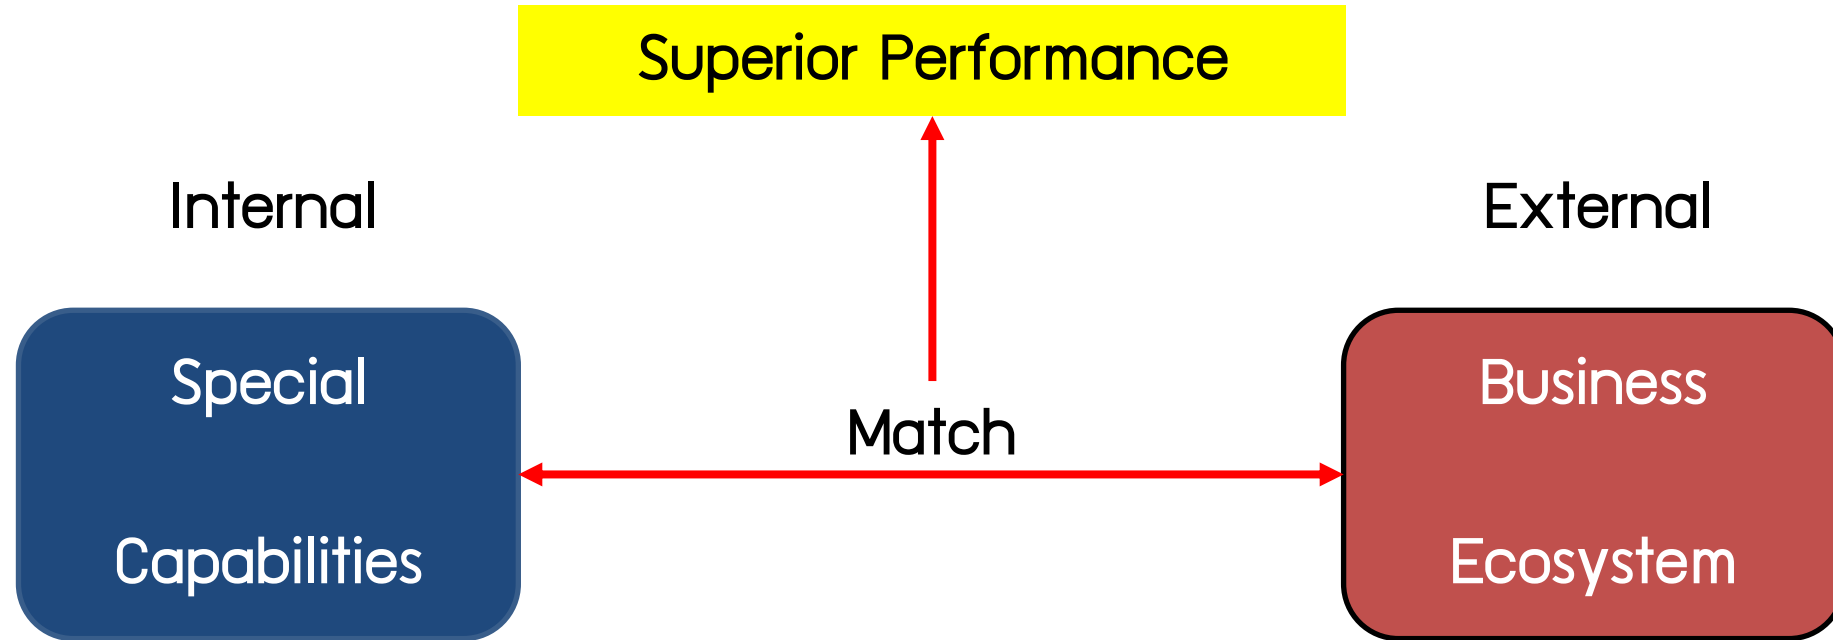 Superior Performance
Internal
External
Special
Capabilities
Match
Business
Ecosystem